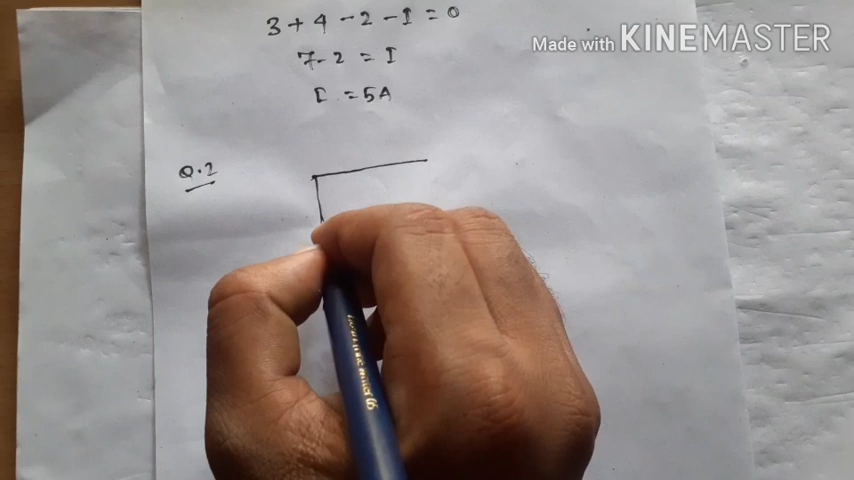 3 + 4 - 2 - I = 0
Made with KINEMASTER
7 - 2 = I
I = 5A
Q.2